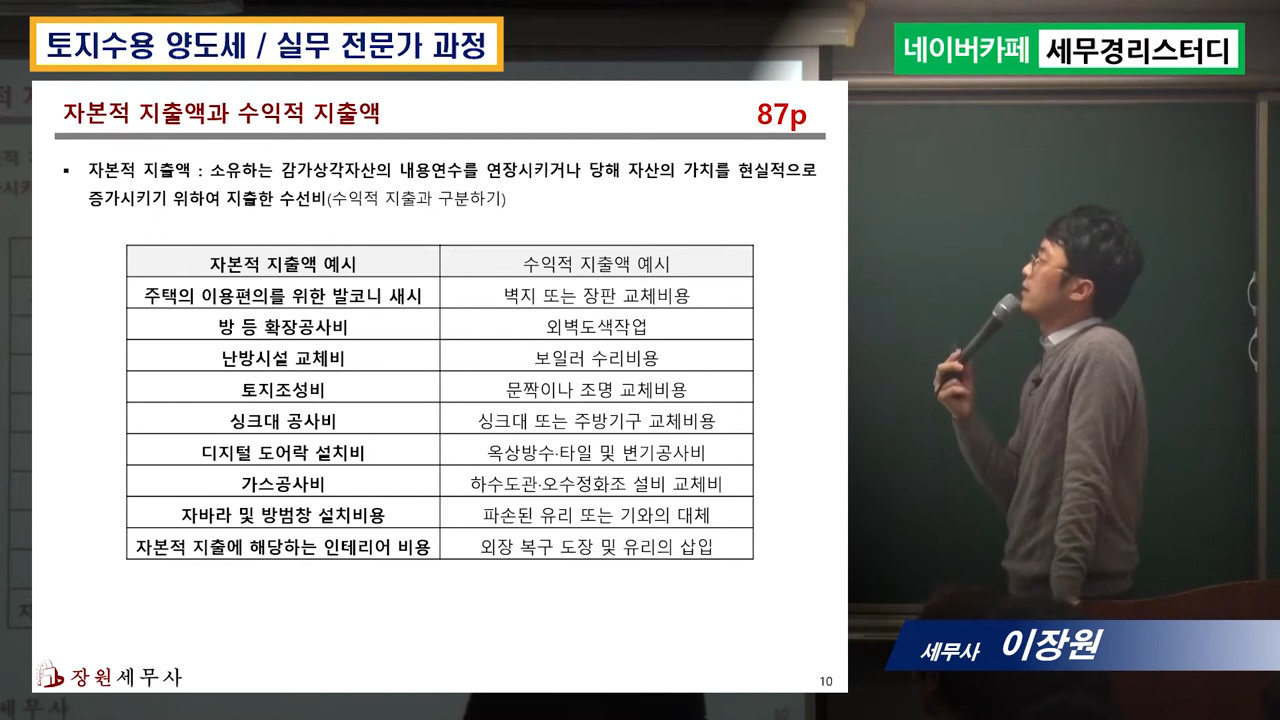 토지수용 양도세 / 실무 전문가 과정
네이버카페 세무경리스터디
자본적 지출액과 수익적 지출액
87p
▪ 자본적 지출액 : 소유하는 감가상각자산의 내용연수를 연장시키거나 당해 자산의 가치를 현실적으로
증가시키기 위하여 지출한 수선비(수익적 지출과 구분하기)
자본적 지출액 예시 수익적 지출액 예시
주택의 이용편의를 위한 발코니 새시 벽지 또는 장판 교체비용
방 등 확장공사비 외벽도색작업
난방시설 교체비 보일러 수리비용
토지조성비 문짝이나 조명 교체비용
싱크대 공사비 싱크대 또는 주방기구 교체비용
디지털 도어락 설치비 옥상방수·타일 및 변기공사비
가스공사비 하수도관·오수정화조 설비 교체비
자바라 및 방범창 설치비용 파손된 유리 또는 기와의 대체
자본적 지출에 해당하는 인테리어 비용 외장 복구 도장 및 유리의 삽입
세무사 이장원
장원세무사
10